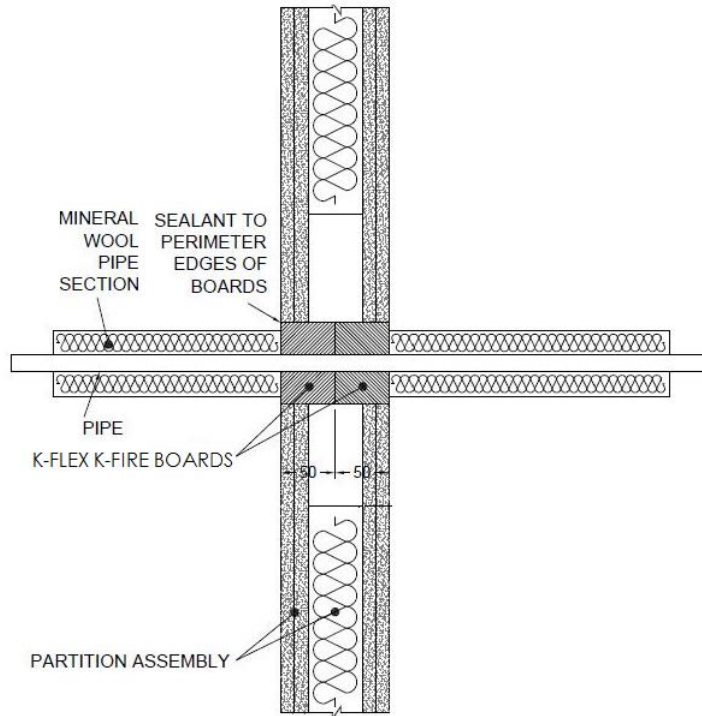 MINERAL
WOOL
PIPE
SECTION
SEALANT TO
PERIMETER
EDGES OF
BOARDS
PIPE
K-FLEX K-FIRE BOARDS
50
50
PARTITION ASSEMBLY